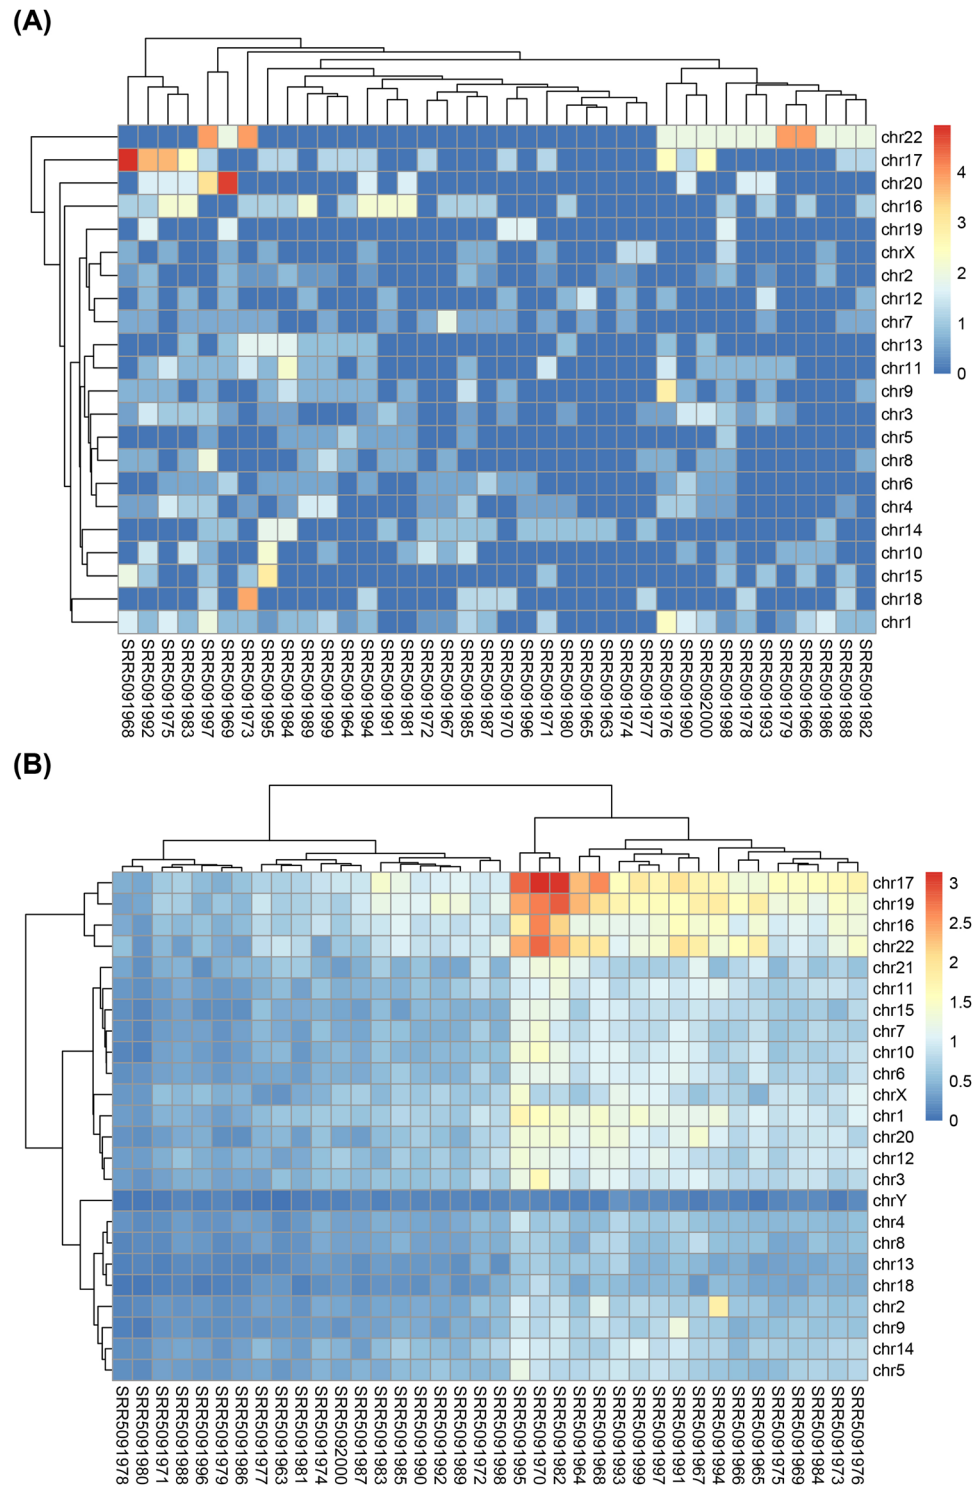 (A)
chr22
chr17
chr20
chr16
chr19
chrX
chr2
chr12
chr7
chr13
chr11
chr9
chr3
chr5
chr8
chr6
chr4
chr14
chr10
chr15
chr18
chr1
4
3
2
1
0
SRR5091968
SRR5091992
SRR5091975
SRR5091983
SRR5091997
SRR5091969
SRR5091973
SRR5091995
SRR5091984
SRR5091989
SRR5091999
SRR5091964
SRR5091994
SRR5091991
SRR5091981
SRR5091972
SRR5091967
SRR5091985
SRR5091987
SRR5091970
SRR5091996
SRR5091971
SRR5091980
SRR5091965
SRR5091963
SRR5091974
SRR5091977
SRR5091976
SRR5091990
SRR5092000
SRR5091998
SRR5091978
SRR5091993
SRR5091979
SRR5091966
SRR5091986
SRR5091988
SRR5091982
(B)
chr17
chr19
chr16
chr22
chr21
chr11
chr15
chr7
chr10
chr6
chrX
chr1
chr20
chr12
chr3
chrY
chr4
chr8
chr13
chr18
chr2
chr9
chr14
chr5
3
2.5
2
1.5
1
0.5
0
SRR5091978
SRR5091980
SRR5091971
SRR5091988
SRR5091996
SRR5091979
SRR5091986
SRR5091977
SRR5091963
SRR5091981
SRR5091974
SRR5092000
SRR5091987
SRR5091983
SRR5091985
SRR5091990
SRR5091992
SRR5091989
SRR5091972
SRR5091998
SRR5091995
SRR5091970
SRR5091982
SRR5091964
SRR5091968
SRR5091993
SRR5091999
SRR5091997
SRR5091991
SRR5091967
SRR5091994
SRR5091966
SRR5091965
SRR5091975
SRR5091969
SRR5091984
SRR5091973
SRR5091976